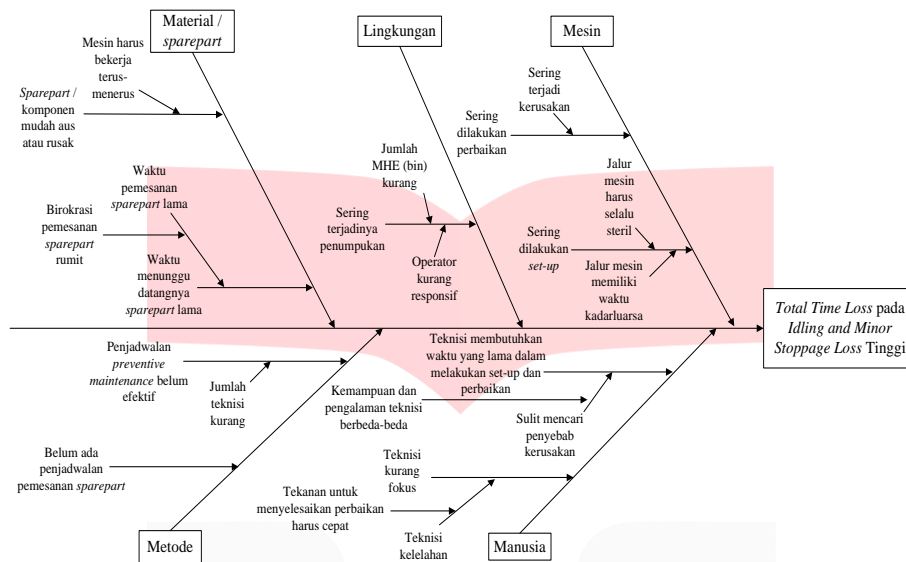 Material /
sparepart
Lingkungan
Mesin
Mesin harus
bekerja
terus-
menerus
Sparepart /
komponen
mudah aus
atau rusak
Waktu
pemesanan
sparepart lama
Birokrasi
pemesanan
sparepart
rumit
Waktu
menunggu
datangnya
sparepart lama
Jumlah
MHE (bin)
kurang
Sering
terjadinya
penumpukan
Operator
kurang
responsif
Sering
terjadi
kerusakan
Sering
dilakukan
perbaikan
Jalur
mesin
harus
selalu
steril
Sering
dilakukan
set-up
Jalur mesin
memiliki
waktu
kadarluarsa
Total Time Loss pada
Idling and Minor
Stoppage Loss Tinggi
Penjadwalan
preventive
maintenance belum
efektif
Jumlah
teknisi
kurang
Belum ada
penjadwalan
pemesanan sparepart
Teknisi membutuhkan
waktu yang lama dalam
melakukan set-up dan
perbaikan
Kemampuan dan
pengalaman teknisi
berbeda-beda
Sulit mencari
penyebab
kerusakan
Teknisi
kurang
fokus
Tekanan untuk
menyelesaikan perbaikan
harus cepat
Teknisi
kelelahan
Metode
Manusia